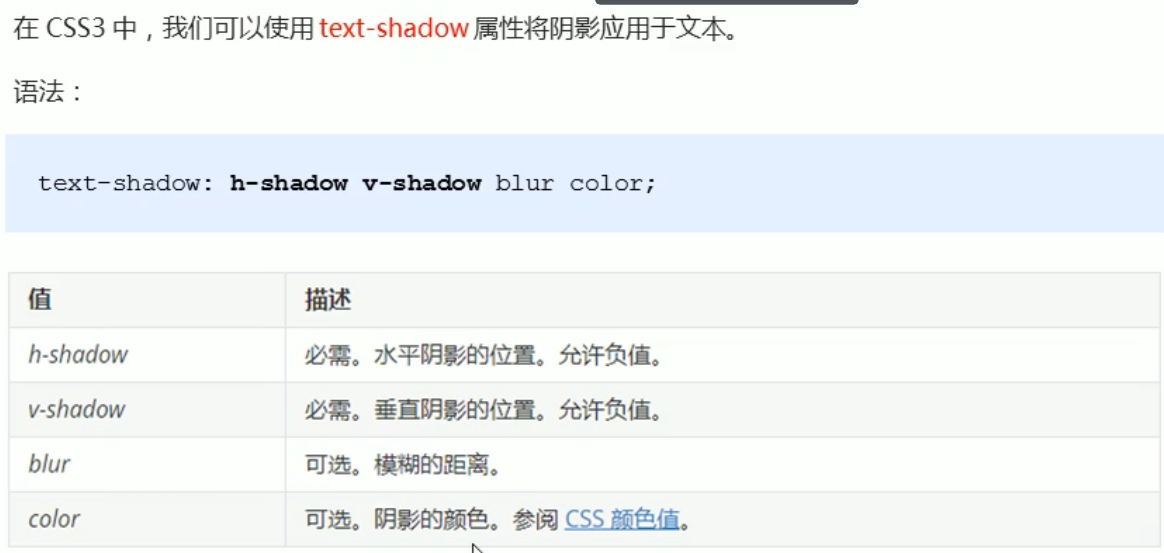 在 CSS3 中，我们可以使用 text-shadow 属性将阴影应用于文本。
语法：
text-shadow: h-shadow v-shadow blur color;
值 描述
h-shadow 必需。水平阴影的位置。允许负值。
v-shadow 必需。垂直阴影的位置。允许负值。
blur 可选。模糊的距离。
color 可选。阴影的颜色。参阅 CSS 颜色值。